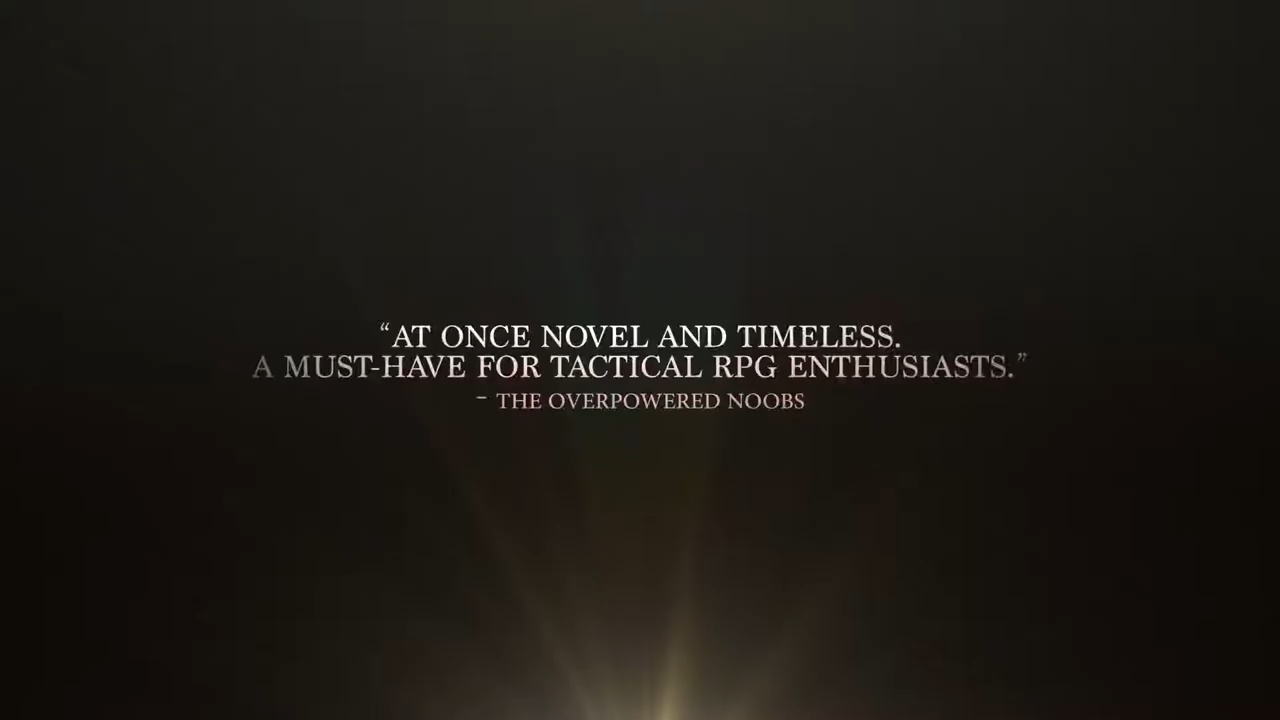 “AT ONCE NOVEL AND TIMELESS.
A MUST-HAVE FOR TACTICAL RPG ENTHUSIASTS.”
– THE OVERPOWERED NOOBS